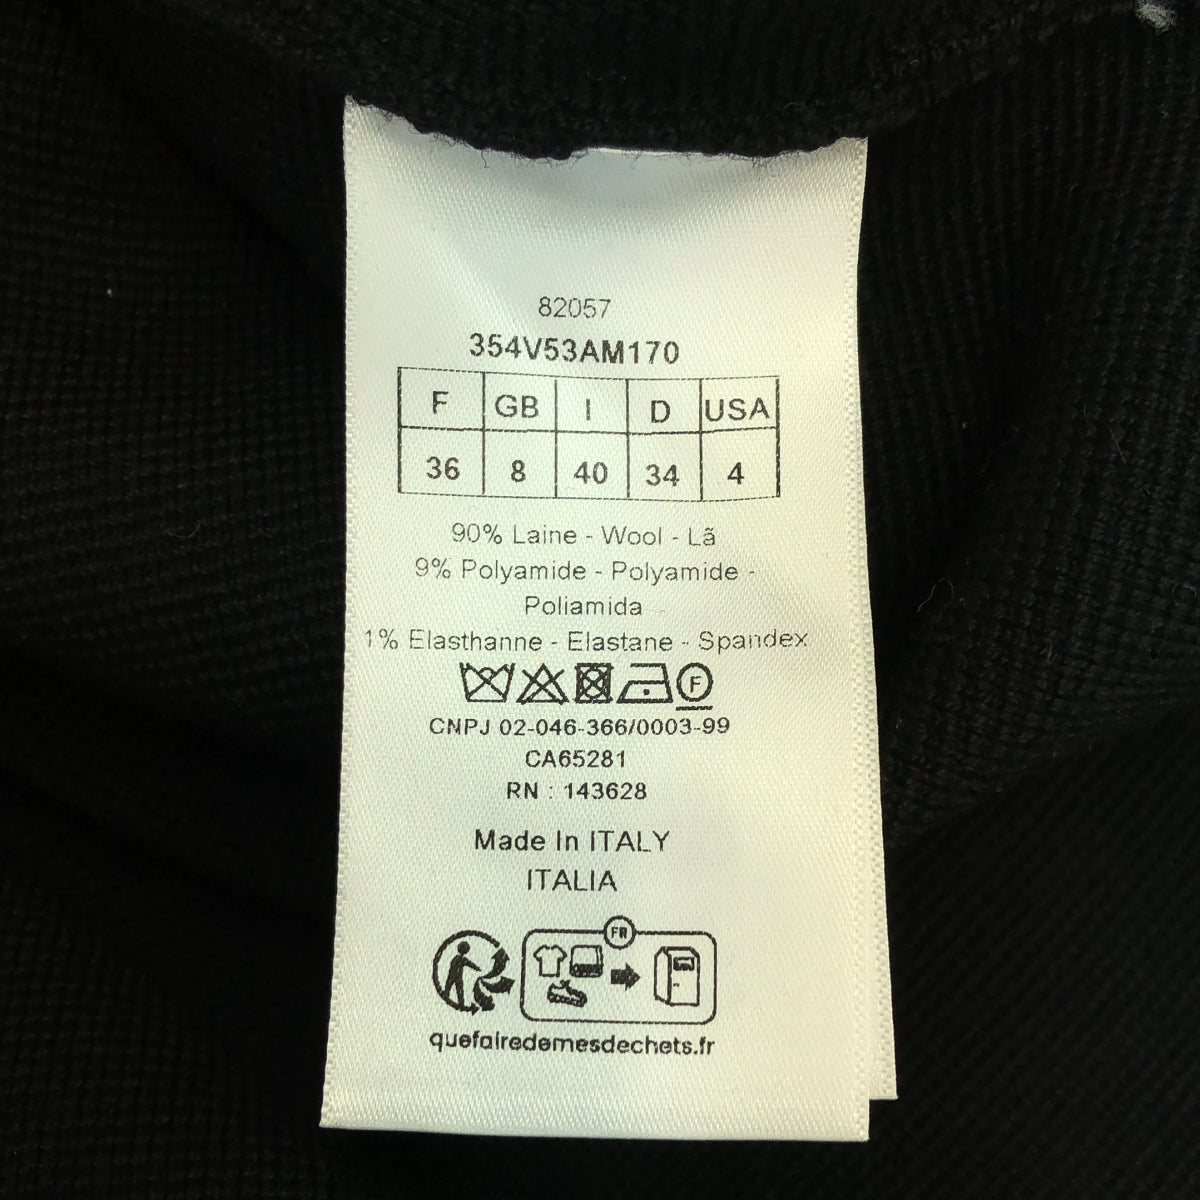 82057
354V53AM170
F GB I D USA
36 8 40 34 4
90% Laine - Wool - Lã
9% Polyamide - Polyamide -
Poliamida
1% Elasthanne - Elastane - Spandex
F
CNPJ 02-046-366/0003-99
CA65281
RN : 143628
Made In ITALY
ITALIA
FR
quefairedemesdechets.fr